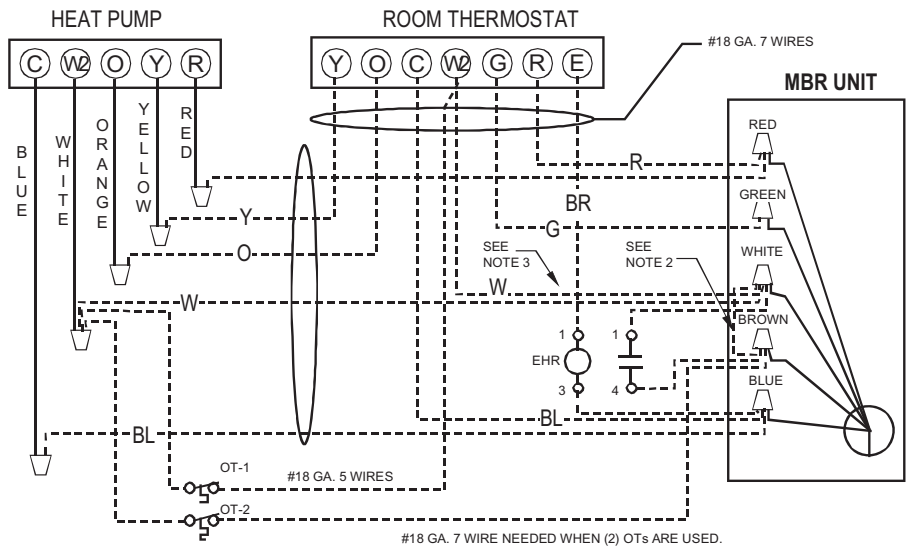 HEAT PUMP
ROOM THERMOSTAT
C W2 O Y R
Y O C W2 G R E
#18 GA. 7 WIRES
MBR UNIT
BLUE
WHITE
ORANGE
YELLOW
RED
RED
R
BR
GREEN
Y
G
O
SEE
NOTE 3
SEE
NOTE 2
WHITE
W
W
BROWN
1
1
EHR
3
4
BLUE
BL
BL
OT-1
#18 GA. 5 WIRES
OT-2
#18 GA. 7 WIRE NEEDED WHEN (2) OTs ARE USED.